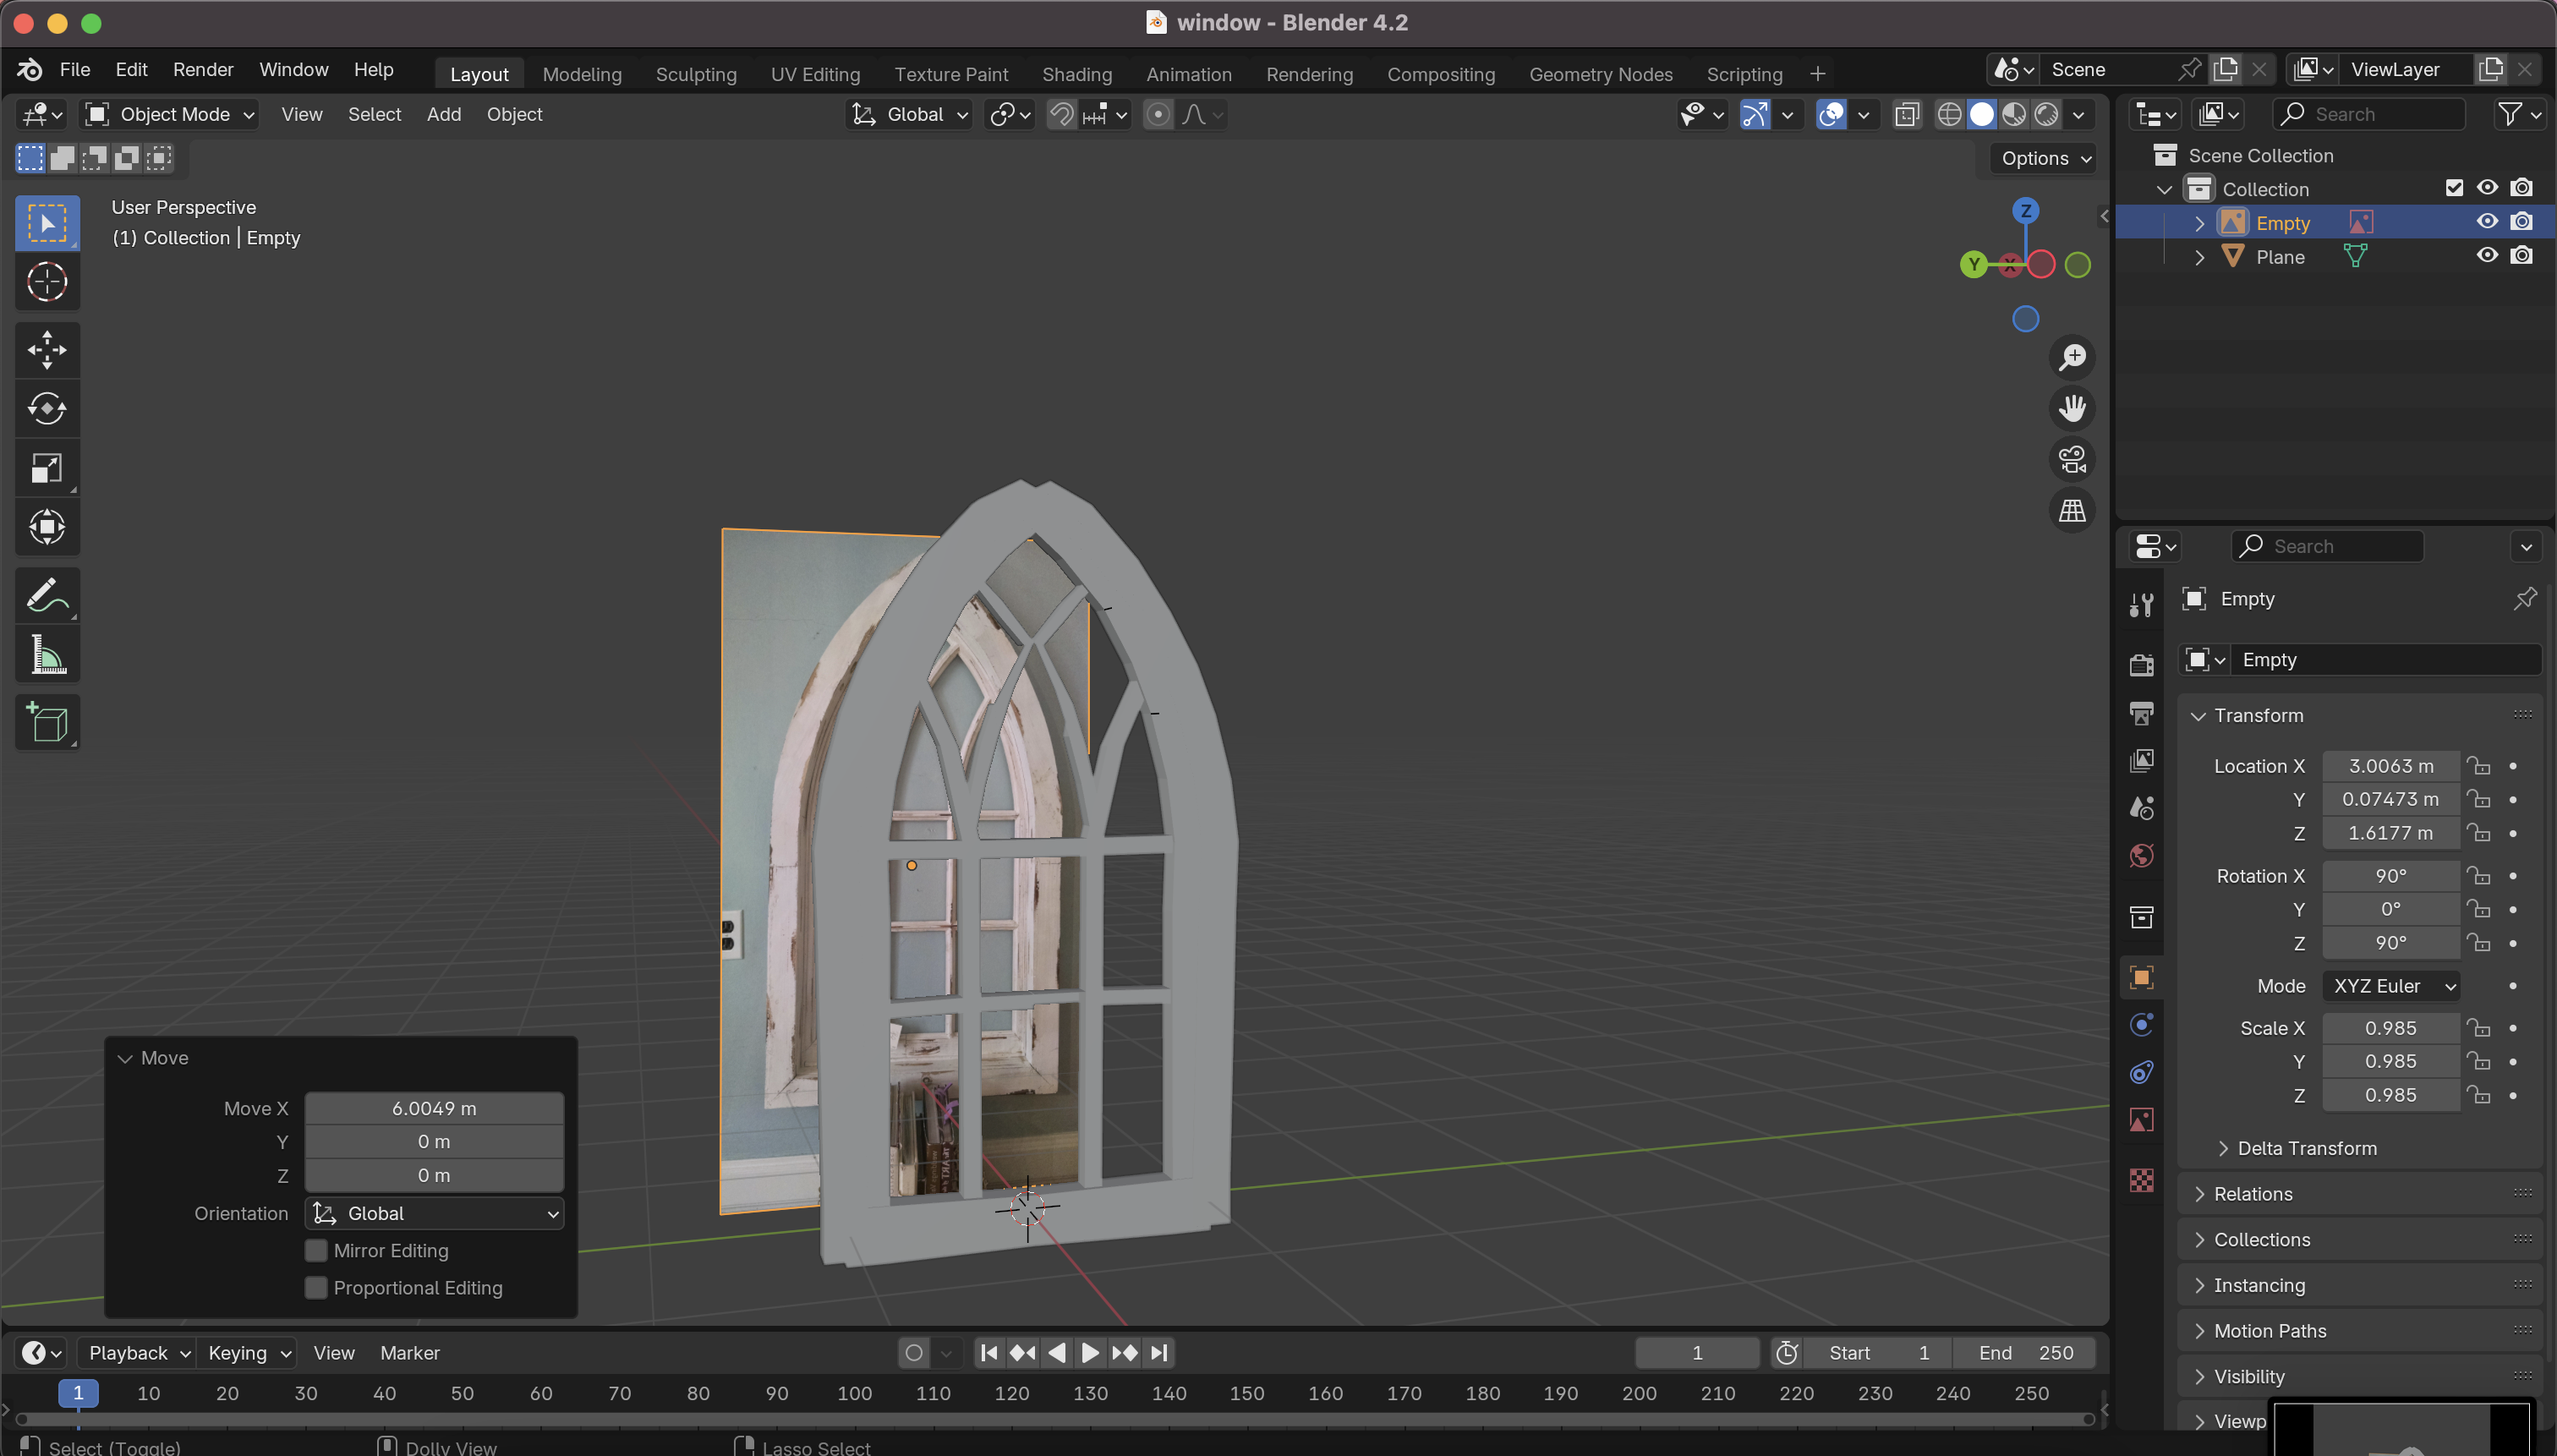 window - Blender 4.2
File Edit Render Window Help Layout Modeling Sculpting UV Editing Texture Paint Shading Animation Rendering Compositing Geometry Nodes Scripting + Scene ViewLayer
Object Mode View Select Add Object Global Search
Options
User Perspective
(1) Collection | Empty
Z
Y X
Scene Collection
Collection
Empty
Plane
Search
Empty
Empty
Transform
Location X 3.0063 m
Y 0.07473 m
Z 1.6177 m
Rotation X 90°
Y 0°
Z 90°
Mode XYZ Euler
Scale X 0.985
Y 0.985
Z 0.985
Delta Transform
Relations
Collections
Instancing
Motion Paths
Visibility
Viewp
Move
Move X 6.0049 m
Y 0 m
Z 0 m
Orientation Global
Mirror Editing
Proportional Editing
Playback Keying View Marker 1 Start 1 End 250
1 10 20 30 40 50 60 70 80 90 100 110 120 130 140 150 160 170 180 190 200 210 220 230 240 250
Select (Toggle) Dolly View Lasso Select